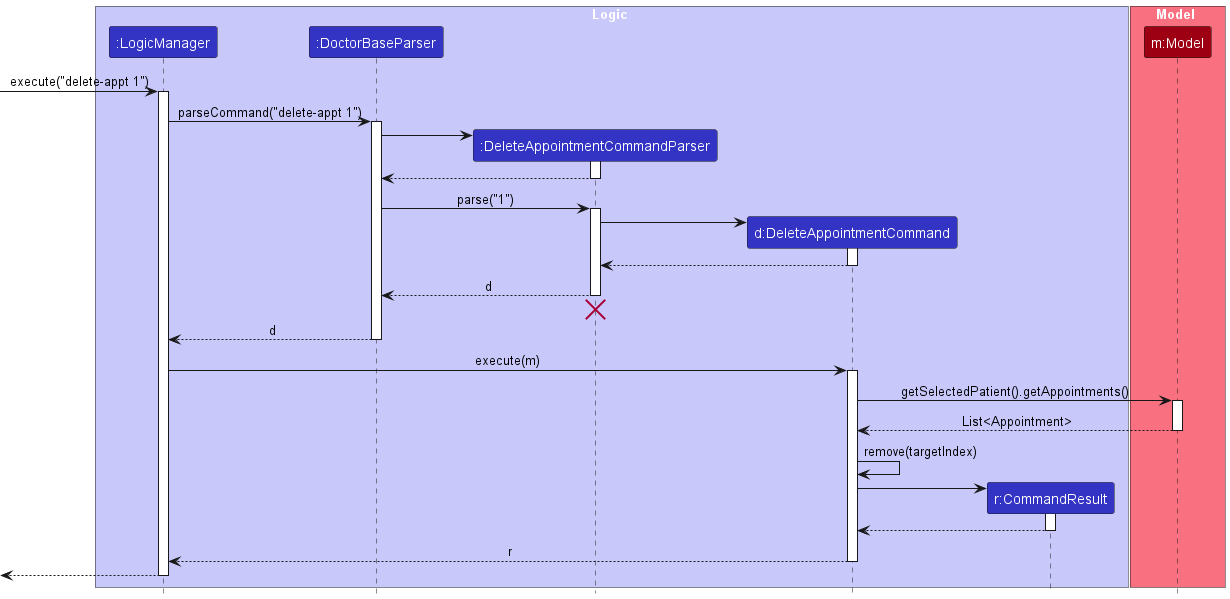 Logic
Model
:LogicManager
:DoctorBaseParser
m:Model
execute("delete-appt 1")
parseCommand("delete-appt 1")
:DeleteAppointmentCommandParser
parse("1")
d:DeleteAppointmentCommand
d
d
execute(m)
getSelectedPatient().getAppointments()
List<Appointment>
remove(targetIndex)
r:CommandResult
r